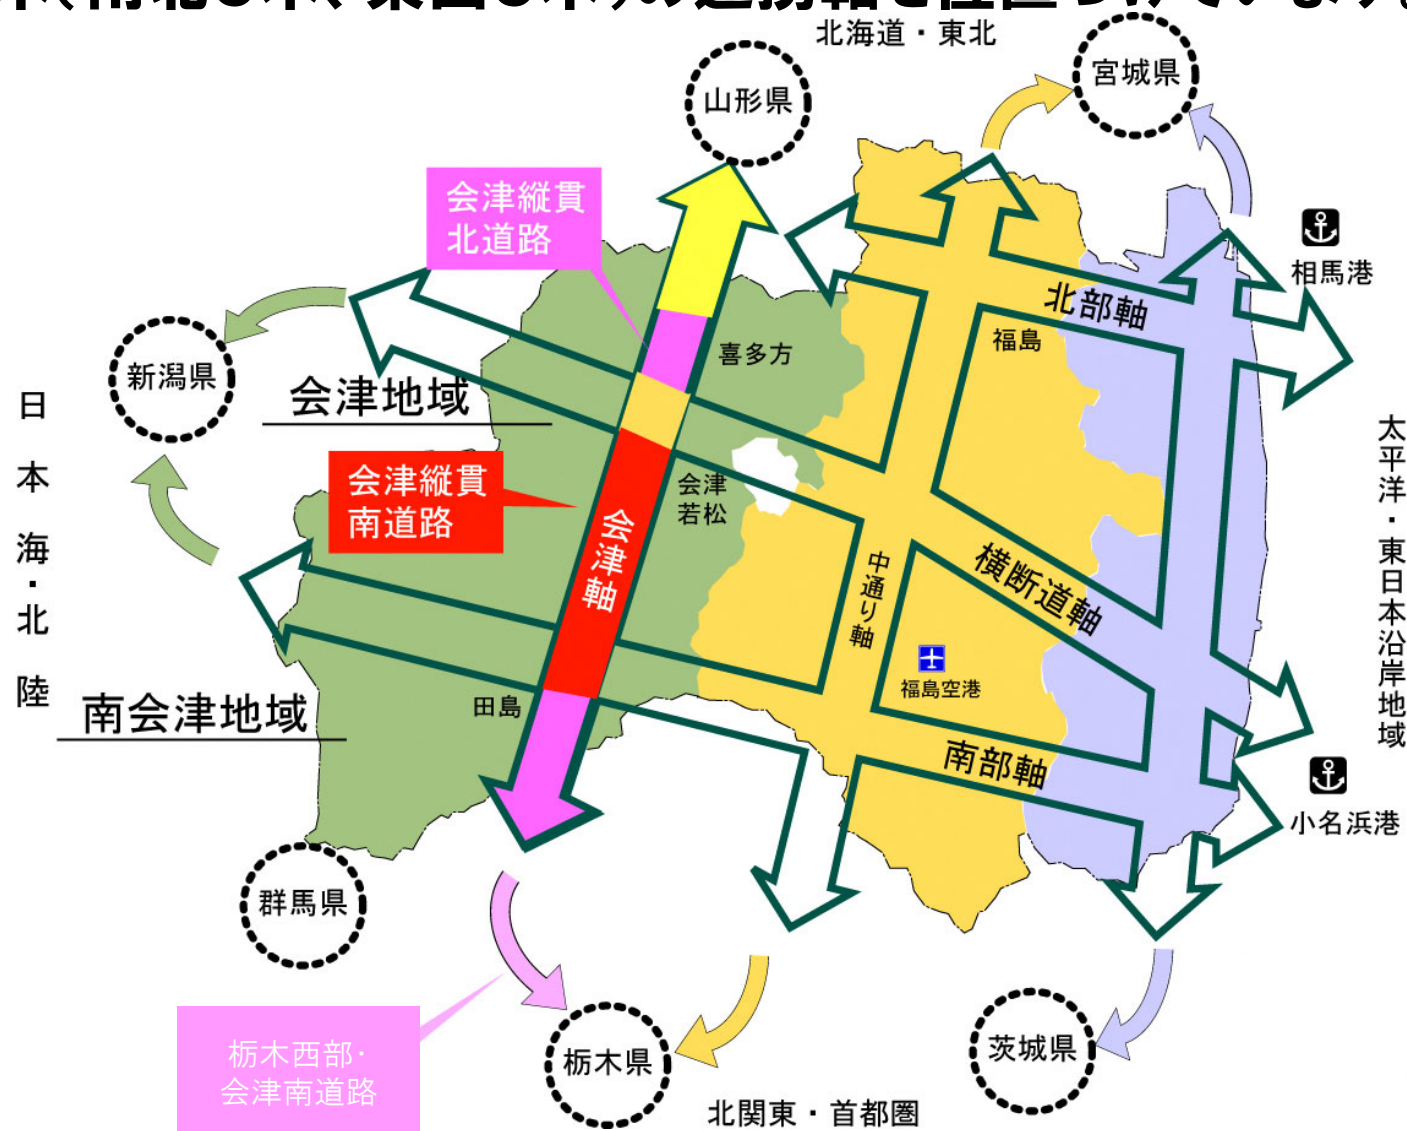 北海道・東北
宮城県
山形県
会津縦貫
北道路
相馬港
北部軸
福島
喜多方
新潟県
会津地域
日本海・北陸
太平洋・東日本沿岸地域
会津縦貫
南道路
会津
若松
会津軸
中通り軸
横断道軸
福島空港
田島
南会津地域
南部軸
小名浜港
群馬県
栃木西部・
会津南道路
栃木県
茨城県
北関東・首都圏